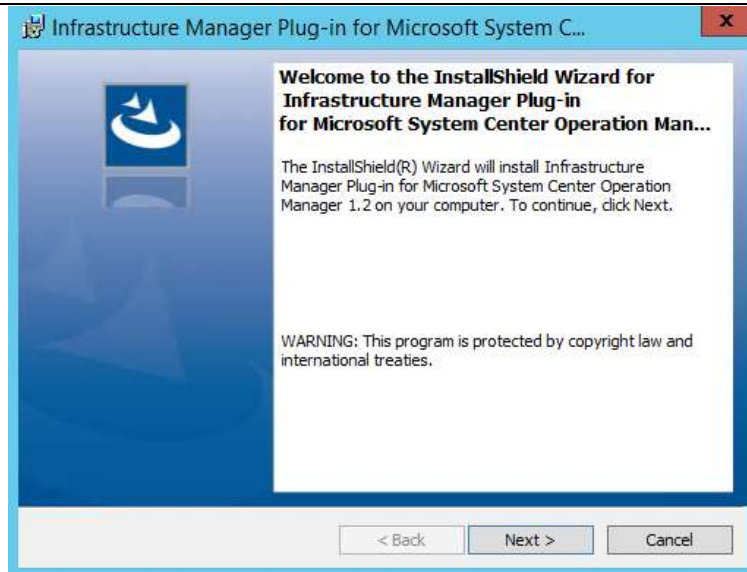 Infrastructure Manager Plug-in for Microsoft System C...
x
Welcome to the InstallShield Wizard for
Infrastructure Manager Plug-in
for Microsoft System Center Operation Man...
The InstallShield(R) Wizard will install Infrastructure
Manager Plug-in for Microsoft System Center Operation
Manager 1.2 on your computer. To continue, click Next.
WARNING: This program is protected by copyright law and
international treaties.
< Back
Next >
Cancel